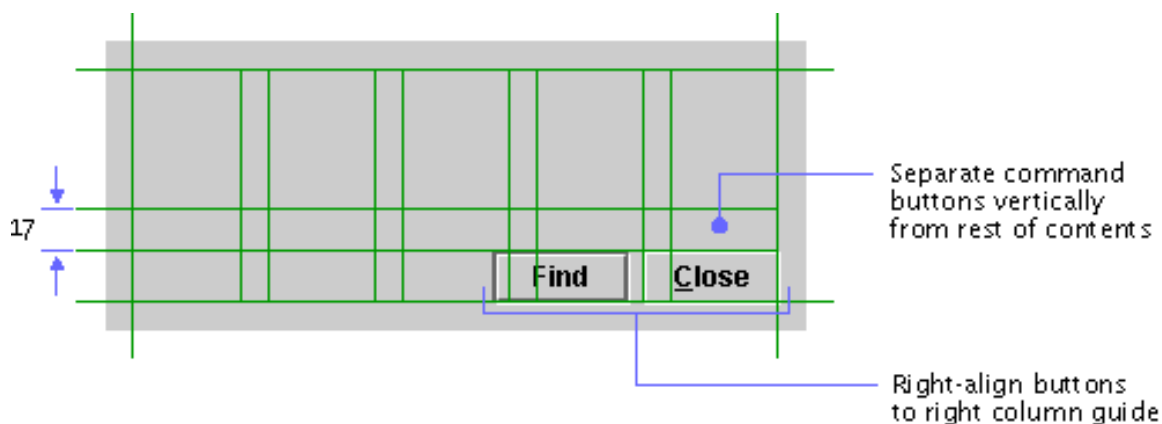 Separate command
buttons vertically
from rest of contents
17
Find
Close
Right-align buttons
to right column guide